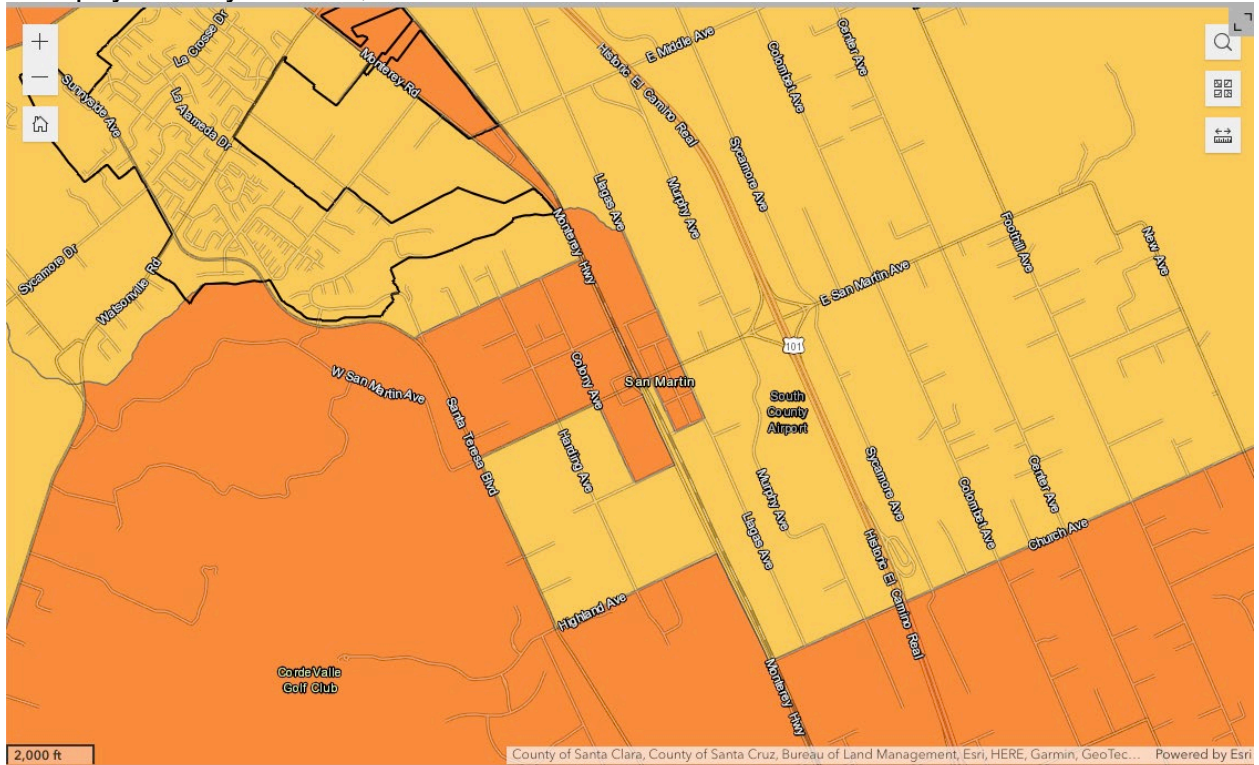 La Crosse Dr
Sunnyside Ave
La Alameda Dr
Monterey Rd
Historic El Camino Real
E Middle Ave
Colombet Ave
Center Ave
Llagas Ave
Murphy Ave
Sycamore Ave
Monterey Hwy
Sycamore Dr
Watsonville Rd
E San Martin Ave
Foothill Ave
New Ave
101
W San Martin Ave
Colony Ave
San Martin
South
County
Airport
Santa Teresa Blvd
Harding Ave
Murphy Ave
Llagas Ave
Sycamore Ave
Colombet Ave
Center Ave
Church Ave
Historic El Camino Real
Highland Ave
CordeValle
Golf Club
Monterey Hwy
2,000 ft
County of Santa Clara, County of Santa Cruz, Bureau of Land Management, Esri, HERE, Garmin, GeoTec... Powered by Esri